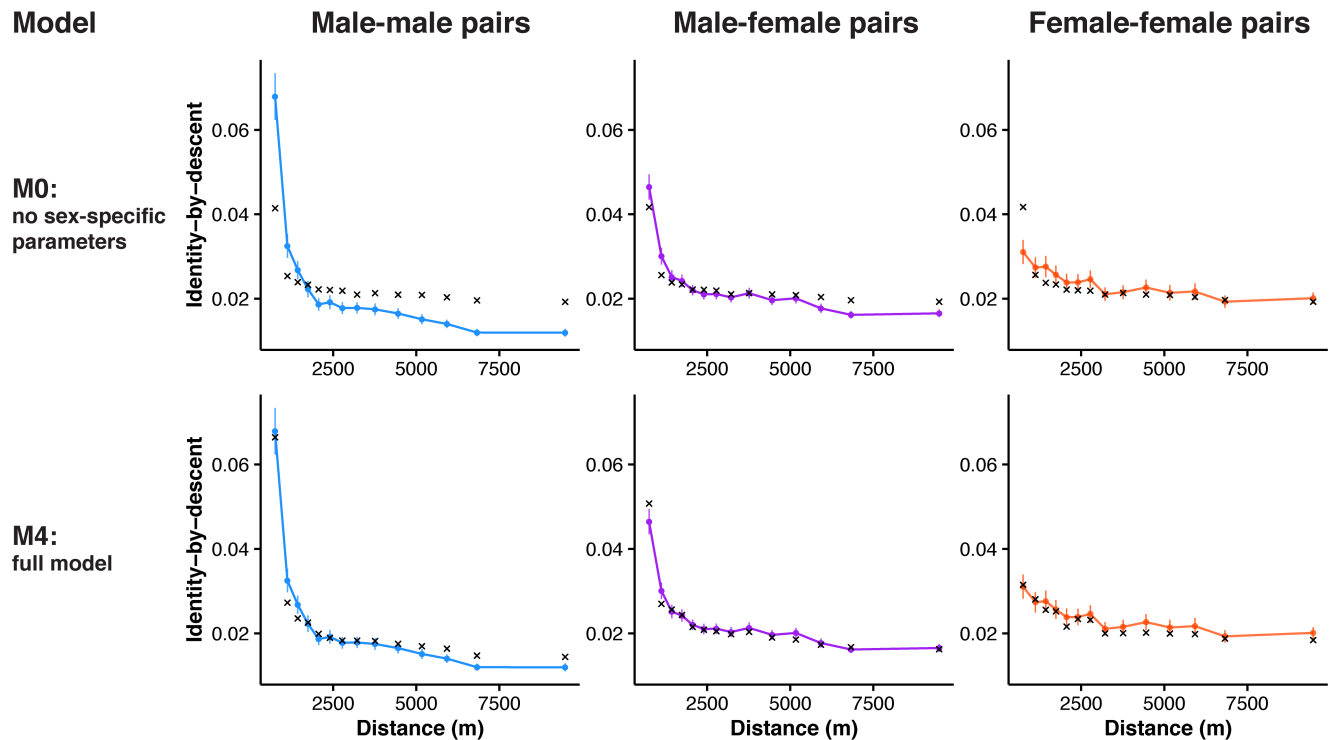 Model
Male-male pairs
Male-female pairs
Female-female pairs
M0:
no sex-specific
parameters
Identity−by−descent
0.06
0.04
0.02
2500 5000 7500
0.06
0.04
0.02
2500 5000 7500
0.06
0.04
0.02
2500 5000 7500
M4:
full model
Identity−by−descent
0.06
0.04
0.02
2500 5000 7500
Distance (m)
0.06
0.04
0.02
2500 5000 7500
Distance (m)
0.06
0.04
0.02
2500 5000 7500
Distance (m)